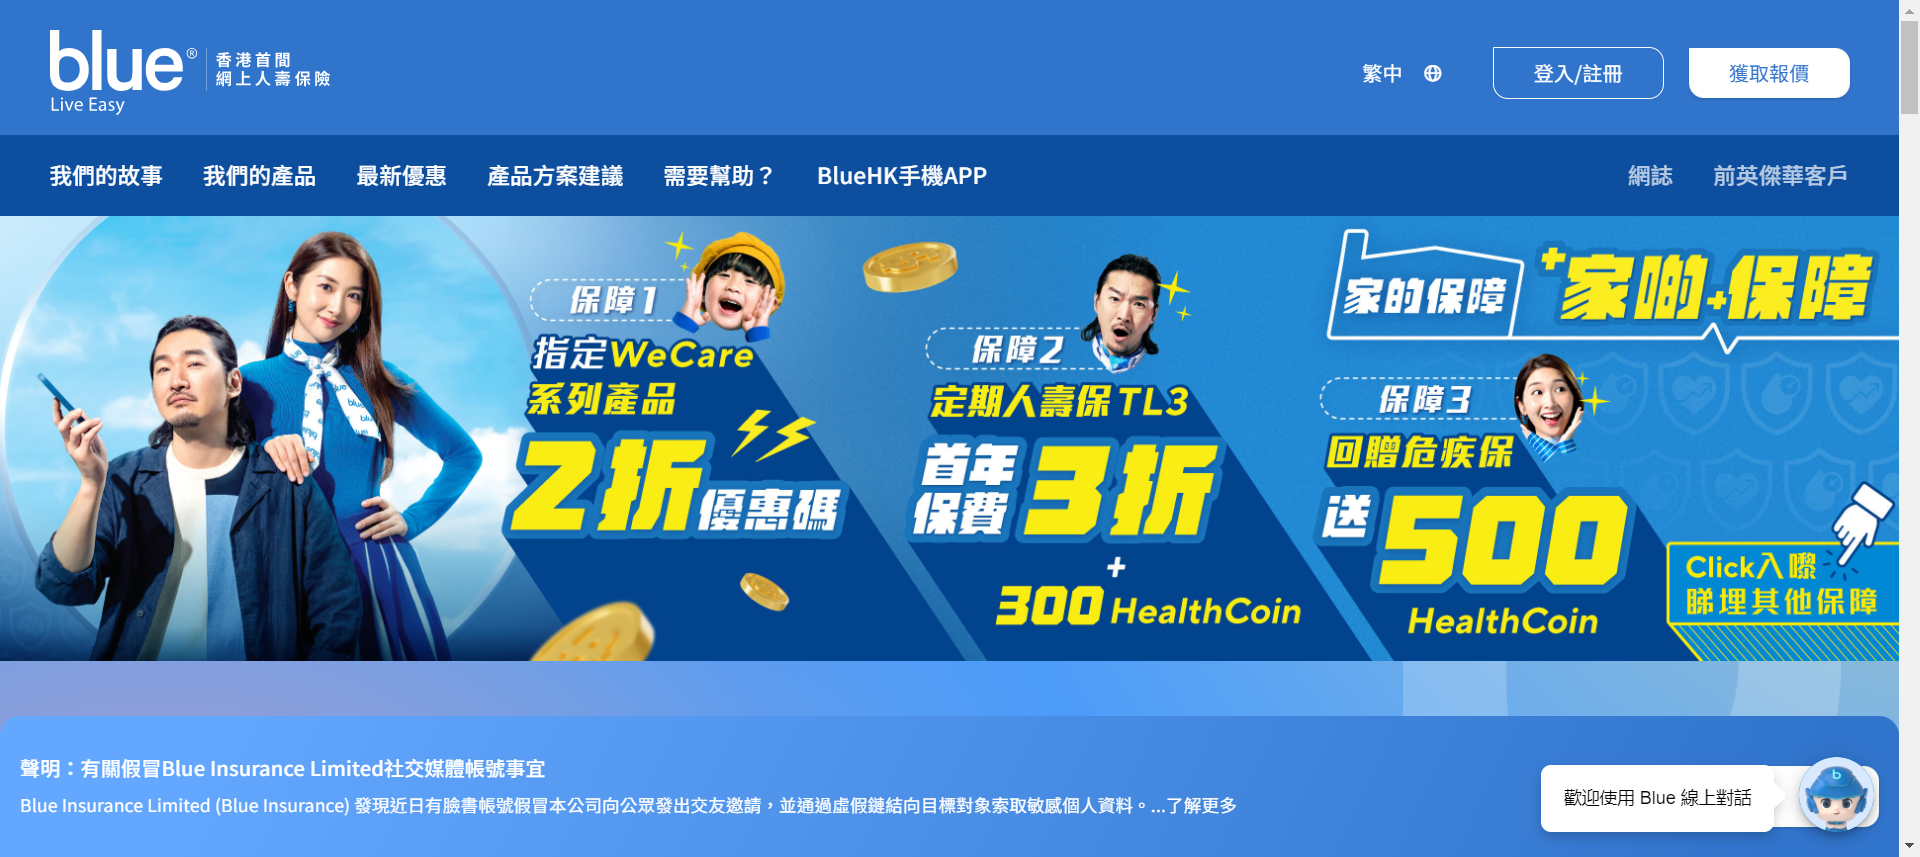 blue®
香港首間
網上人壽保險
Live Easy
繁中
登入/註冊
獲取報價
我們的故事
我們的產品
最新優惠
產品方案建議
需要幫助？
BlueHK手機APP
網誌
前英傑華客戶
家的保障
+家啲+保障
保障1
指定WeCare
系列產品
2折優惠碼
保障2
定期人壽保TL3
首年
保費3折
+
300 HealthCoin
保障3
回贈危疾保
送500
HealthCoin
Click入嚟
睇埋其他保障
聲明：有關假冒Blue Insurance Limited社交媒體帳號事宜
Blue Insurance Limited (Blue Insurance) 發現近日有臉書帳號假冒本公司向公眾發出交友邀請，並通過虛假鏈結向目標對象索取敏感個人資料。...了解更多
歡迎使用 Blue 線上對話